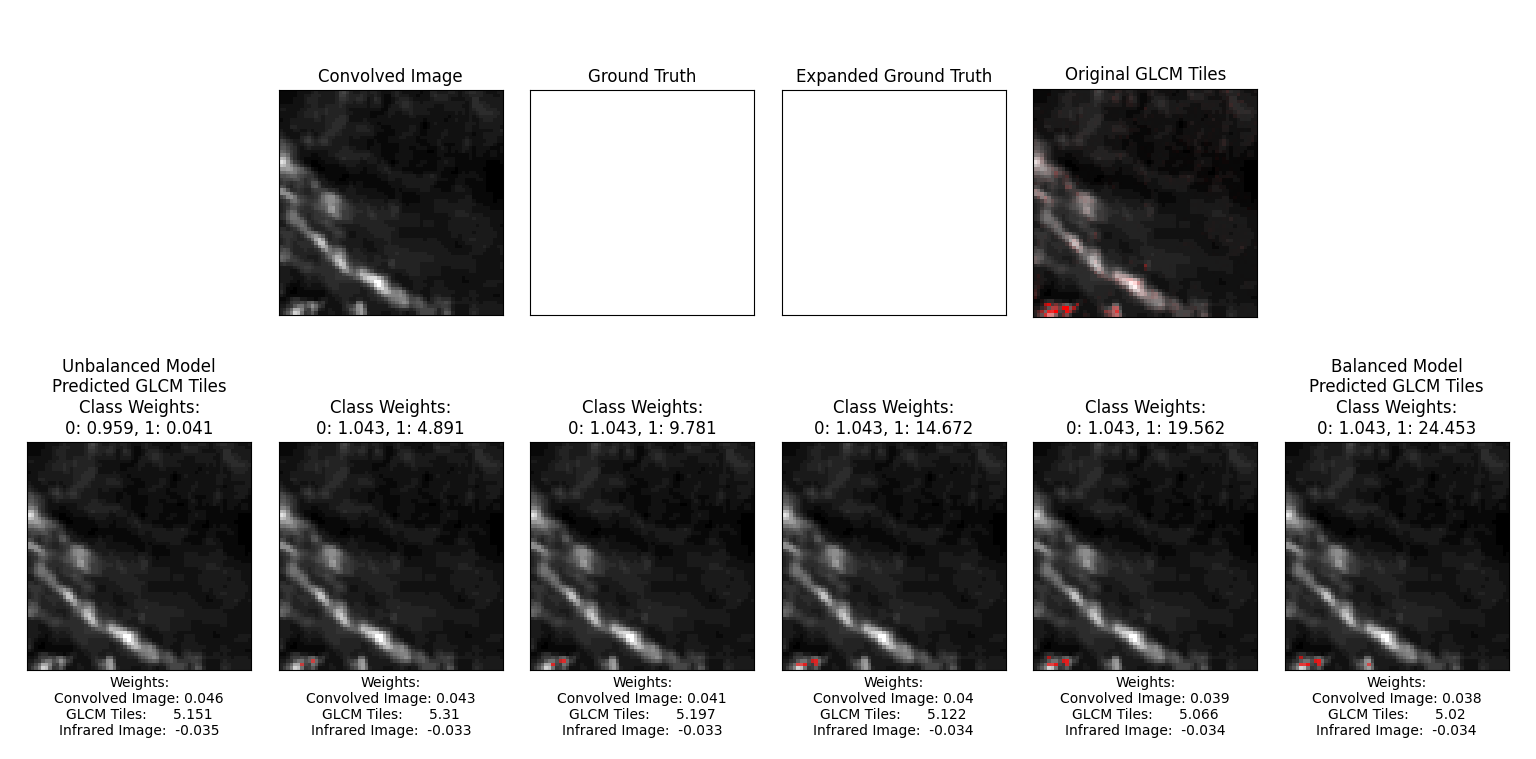 Convolved Image
Ground Truth
Expanded Ground Truth
Original GLCM Tiles
Unbalanced Model
Predicted GLCM Tiles
Class Weights:
0: 0.959, 1: 0.041
Class Weights:
0: 1.043, 1: 4.891
Class Weights:
0: 1.043, 1: 9.781
Class Weights:
0: 1.043, 1: 14.672
Class Weights:
0: 1.043, 1: 19.562
Balanced Model
Predicted GLCM Tiles
Class Weights:
0: 1.043, 1: 24.453
Weights:
Convolved Image: 0.046
GLCM Tiles: 5.151
Infrared Image: -0.035
Weights:
Convolved Image: 0.043
GLCM Tiles: 5.31
Infrared Image: -0.033
Weights:
Convolved Image: 0.041
GLCM Tiles: 5.197
Infrared Image: -0.033
Weights:
Convolved Image: 0.04
GLCM Tiles: 5.122
Infrared Image: -0.034
Weights:
Convolved Image: 0.039
GLCM Tiles: 5.066
Infrared Image: -0.034
Weights:
Convolved Image: 0.038
GLCM Tiles: 5.02
Infrared Image: -0.034